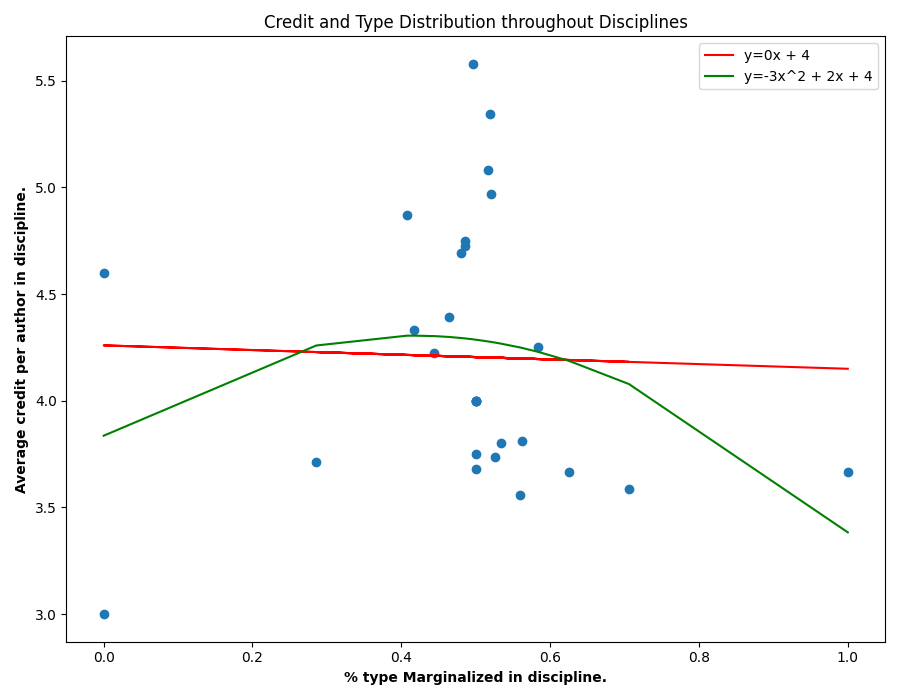 Credit and Type Distribution throughout Disciplines
y=0x + 4
y=-3x^2 + 2x + 4
5.5
5.0
4.5
4.0
3.5
3.0
Average credit per author in discipline.
0.0 0.2 0.4 0.6 0.8 1.0
% type Marginalized in discipline.